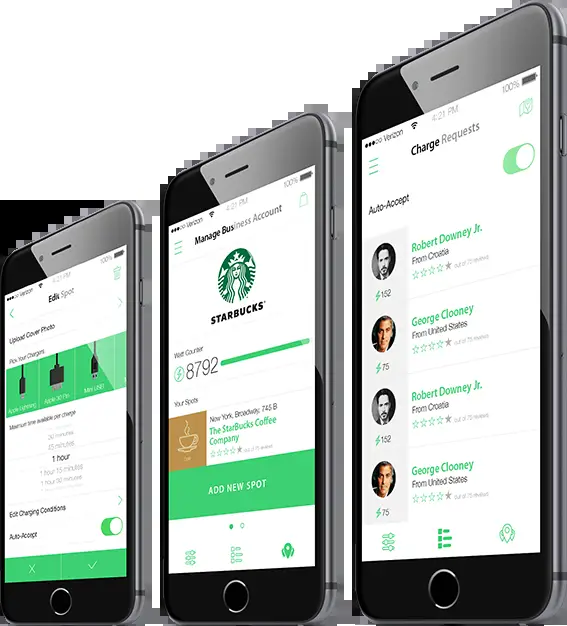 Verizon
4:21 PM
Edit Spot
Upload Cover Photo
Pick Your Chargers
Apple Lightning
Apple 30 Pin
Mini USB1
Maximum time available per charge
30 minutes
45 minutes
1 hour
1 hour 15 minutes
1 hour 30 minutes
Edit Charging Conditions
Auto-Accept
Verizon
4:21 PM
100%
Manage Business Account
STARBUCKS
Watt Counter
8792
Your Spots
New York, Broadway, 745 B
The StarBucks Coffee
Company
out of 75 reviews
ADD NEW SPOT
Verizon
4:21 PM
100%
Charge Requests
Auto-Accept
Robert Downey Jr.
From Croatia
out of 73 reviews
152
George Clooney
From United States
out of 75 reviews
75
Robert Downey Jr.
From Croatia
out of 75 reviews
152
George Clooney
From United States
out of 75 reviews
75